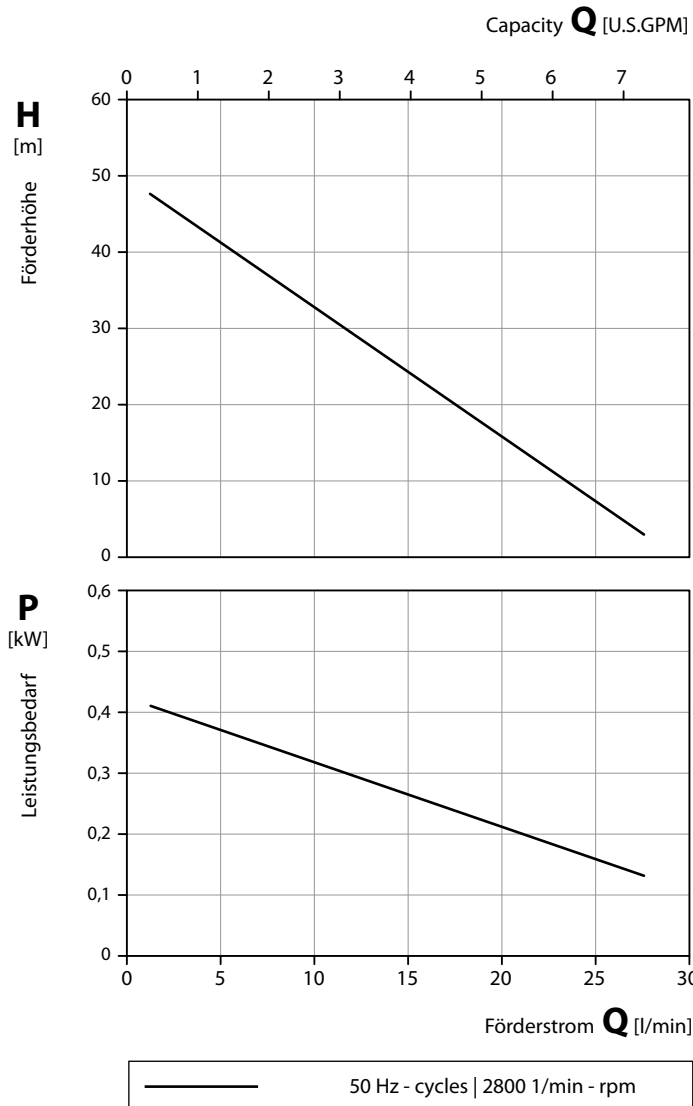 Capacity Q [U.S.GPM]
0 1 2 3 4 5 6 7
H
[m]
Förderhöhe
60
50
40
30
20
10
0
P
[kW]
Leistungsbedarf
0,6
0,5
0,4
0,3
0,2
0,1
0
0 5 10 15 20 25 30
Förderstrom Q [l/min]
50 Hz - cycles | 2800 1/min - rpm